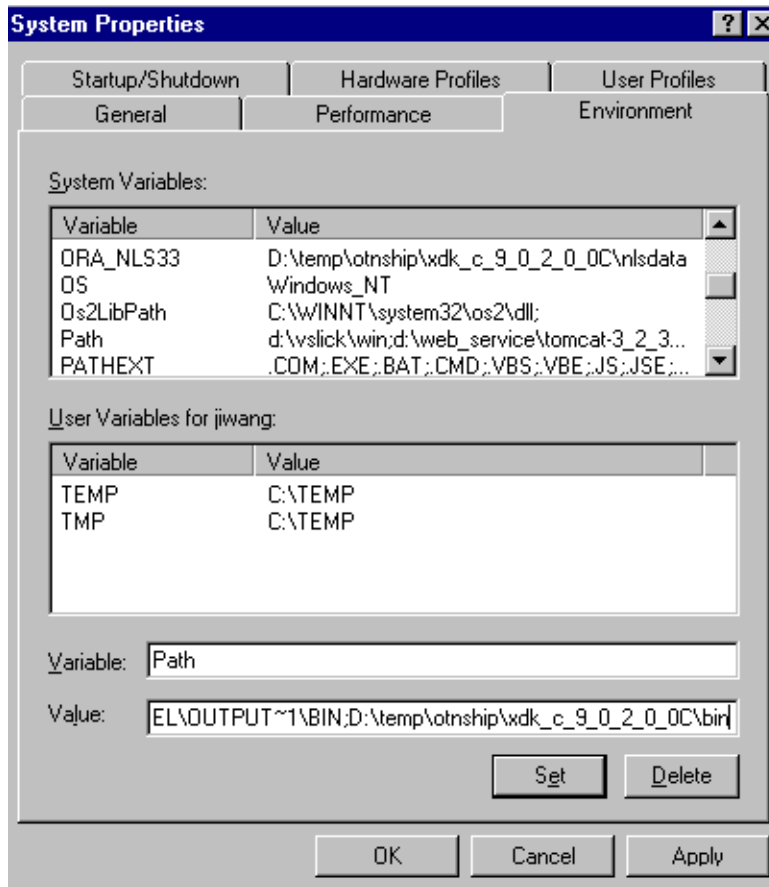 System Properties
Startup/Shutdown Hardware Profiles User Profiles
General Performance Environment
System Variables:
Variable Value
ORA_NLS33 D:\temp\otnship\xdk_c_9_0_2_0_0C\nlsdata
OS Windows_NT
Os2LibPath C:\WINNT\system32\os2\dll;
Path d:\vslick\win;d:\web_service\tomcat-3_2_3...
PATHEXT .COM;.EXE;.BAT;.CMD;.VBS;.VBE;.JS;.JSE;...
User Variables for jiwang:
Variable Value
TEMP C:\TEMP
TMP C:\TEMP
Variable: Path
Value: EL\OUTPUT~1\BIN;D:\temp\otnship\xdk_c_9_0_2_0_0C\bin
Set Delete
OK Cancel Apply